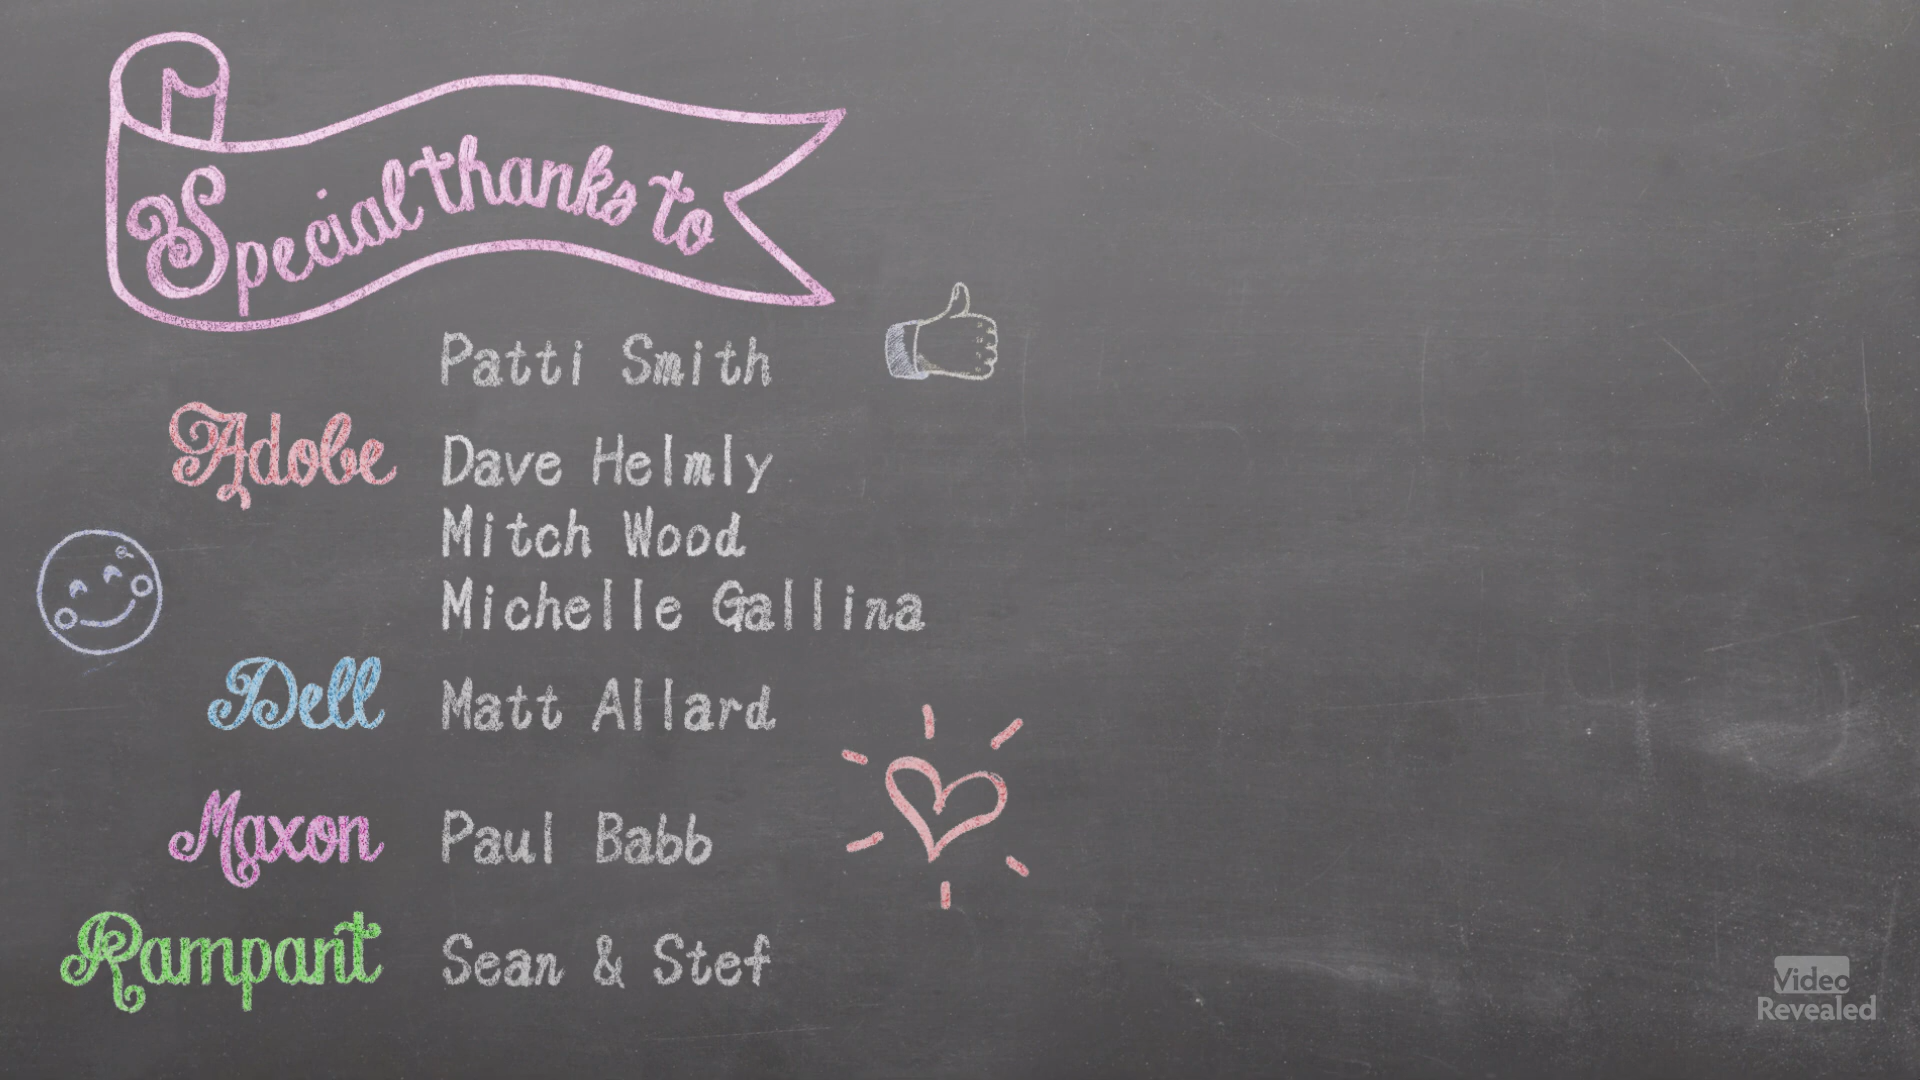 Special thanks to
Patti Smith
Adobe Dave Helmly
Mitch Wood
Michelle Gallina
Dell Matt Allard
Maxon Paul Babb
Rampant Sean & Stef
Video
Revealed